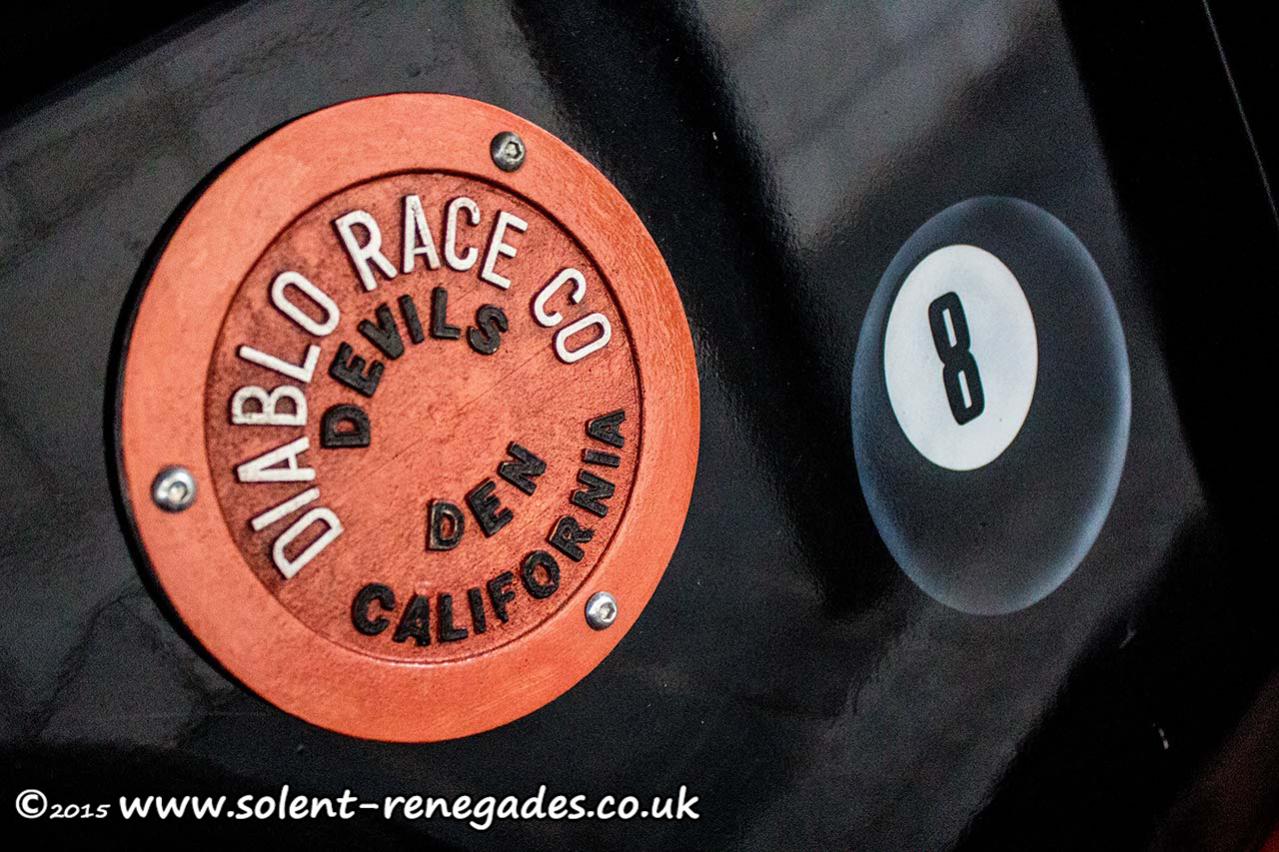 DIABLO RACE CO
DEVILS
DEN
CALIFORNIA
8
©2015 www.solent-renegades.co.uk